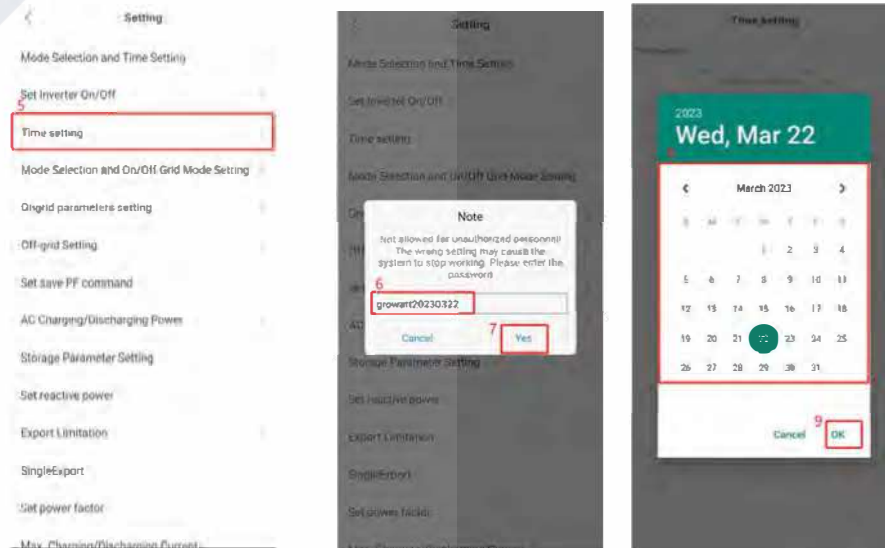 Setting
Mode Selection and Time Setting
Set Inverter On/Off
5
Time setting
Mode Selection and On/Off Grid Mode Setting
Ongrid parameters setting
Off-grid Setting
Set save PF command
AC Charging/Discharging Power
Storage Parameter Setting
Set reactive power
Export Limitation
SingleExport
Set power factor
Max. Charging/Discharging Current
Setting
Mode Selection and Time Setting
Set Inverter On/Off
Time setting
Mode Selection and On/Off Grid Mode Setting
Note
Not allowed for unauthorized personnel!
The wrong setting may cause the
system to stop working. Please enter the
password
6
growatt20230322
Cancel
7
Yes
Storage Parameter Setting
Set reactive power
Export Limitation
SingleExport
Set power factor
Time setting
2023
Wed, Mar 22
March 2023
1 2 3 4
5 6 7 8 9 10 11
12 13 14 15 16 17 18
19 20 21 22 23 24 25
26 27 28 29 30 31
Cancel
9
OK